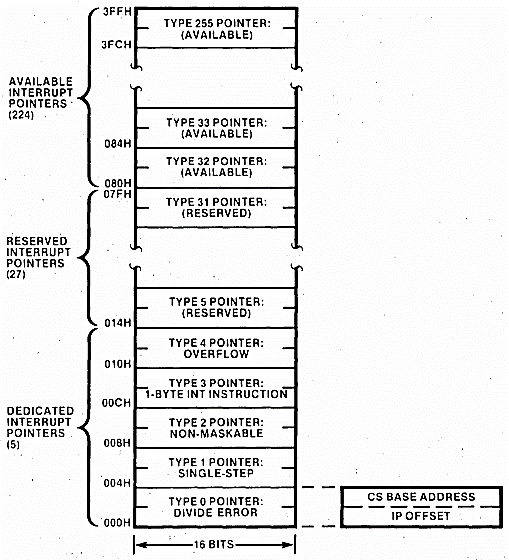 3FFH
TYPE 255 POINTER:
(AVAILABLE)
3FCH
AVAILABLE
INTERRUPT
POINTERS
(224)
TYPE 33 POINTER:
(AVAILABLE)
084H
TYPE 32 POINTER:
(AVAILABLE)
080H
07FH
TYPE 31 POINTER:
(RESERVED)
RESERVED
INTERRUPT
POINTERS
(27)
TYPE 5 POINTER:
(RESERVED)
014H
TYPE 4 POINTER:
OVERFLOW
010H
TYPE 3 POINTER:
1-BYTE INT INSTRUCTION
00CH
DEDICATED
INTERRUPT
POINTERS
(5)
TYPE 2 POINTER:
NON-MASKABLE
008H
TYPE 1 POINTER:
SINGLE-STEP
004H
TYPE 0 POINTER:
DIVIDE ERROR
000H
CS BASE ADDRESS
IP OFFSET
16 BITS